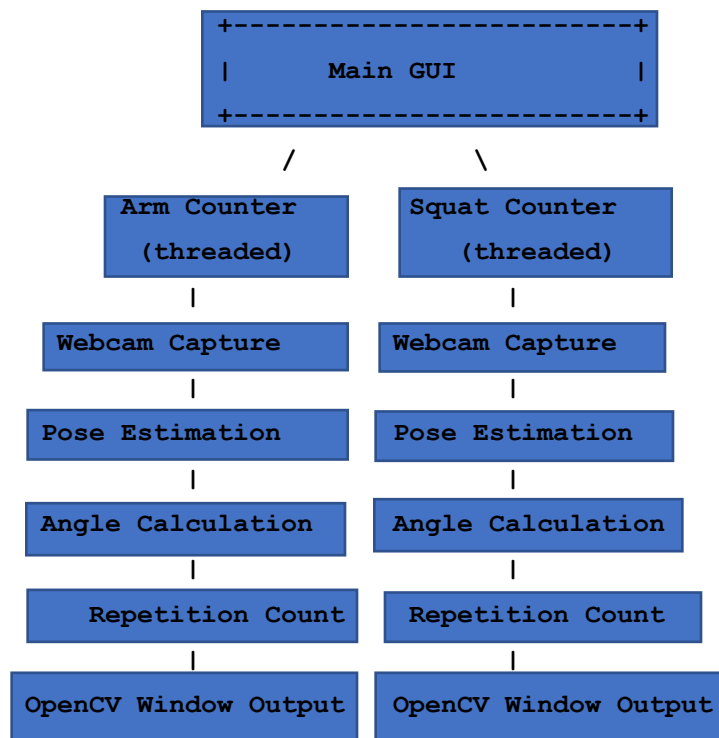 +-------------------------+
| Main GUI |
+-------------------------+
/ \
Arm Counter Squat Counter
(threaded) (threaded)
| |
Webcam Capture Webcam Capture
| |
Pose Estimation Pose Estimation
| |
Angle Calculation Angle Calculation
| |
Repetition Count Repetition Count
| |
OpenCV Window Output OpenCV Window Output